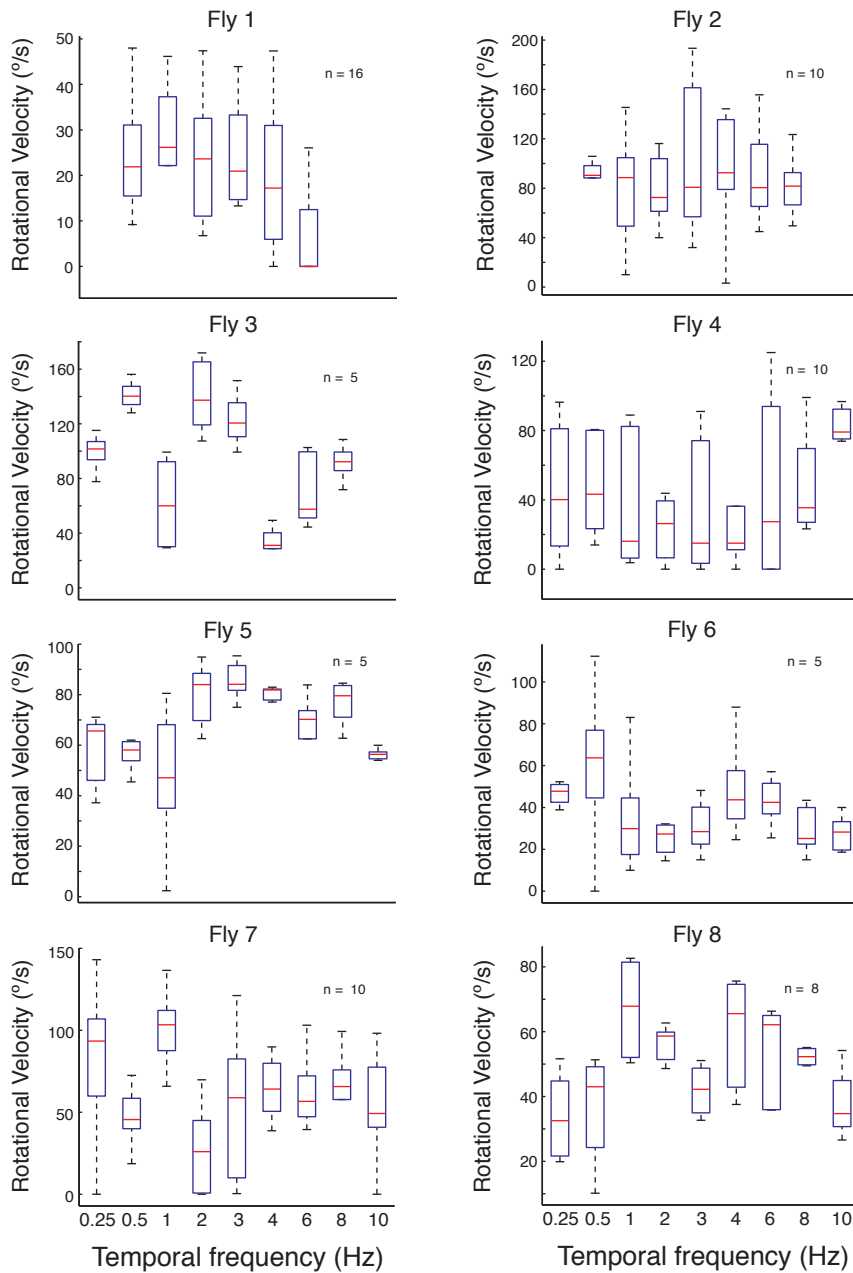 Fly 1
Rotational Velocity (º/s)
50
40
30
20
10
0
n = 16
Fly 2
Rotational Velocity (º/s)
200
160
120
80
40
0
n = 10
Fly 3
Rotational Velocity (º/s)
160
120
80
40
0
n = 5
Fly 4
Rotational Velocity (º/s)
120
80
40
0
n = 10
Fly 5
Rotational Velocity (º/s)
100
80
60
40
20
0
n = 5
Fly 6
Rotational Velocity (º/s)
100
80
60
40
20
0
n = 5
Fly 7
Rotational Velocity (º/s)
150
100
50
0
n = 10
0.25 0.5 1 2 3 4 6 8 10
Temporal frequency (Hz)
Fly 8
Rotational Velocity (º/s)
80
60
40
20
n = 8
0.25 0.5 1 2 3 4 6 8 10
Temporal frequency (Hz)